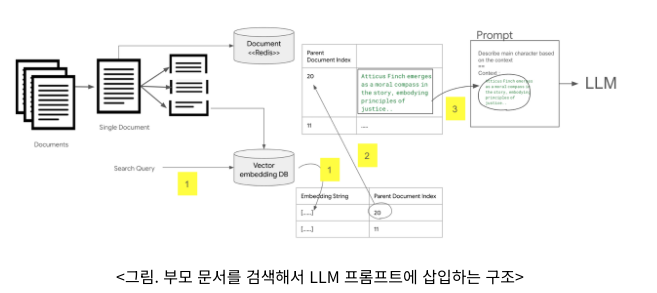 Documents
Single Document
Document
<<Redis>>
Search Query
1
Vector
embedding DB
1
Parent
Document Index
20
Atticus Finch emerges
as a moral compass in
the story, embodying
principles of
justice..
11
....
2
Embedding String
Parent Document Index
[.....]
20
[.....]
11
3
Prompt
Describe main character based
on the context
==
Context :
Atticus Finch emerges
as a moral compass in
the story, embodying
principles of
justice..
LLM
<그림. 부모 문서를 검색해서 LLM 프롬프트에 삽입하는 구조>